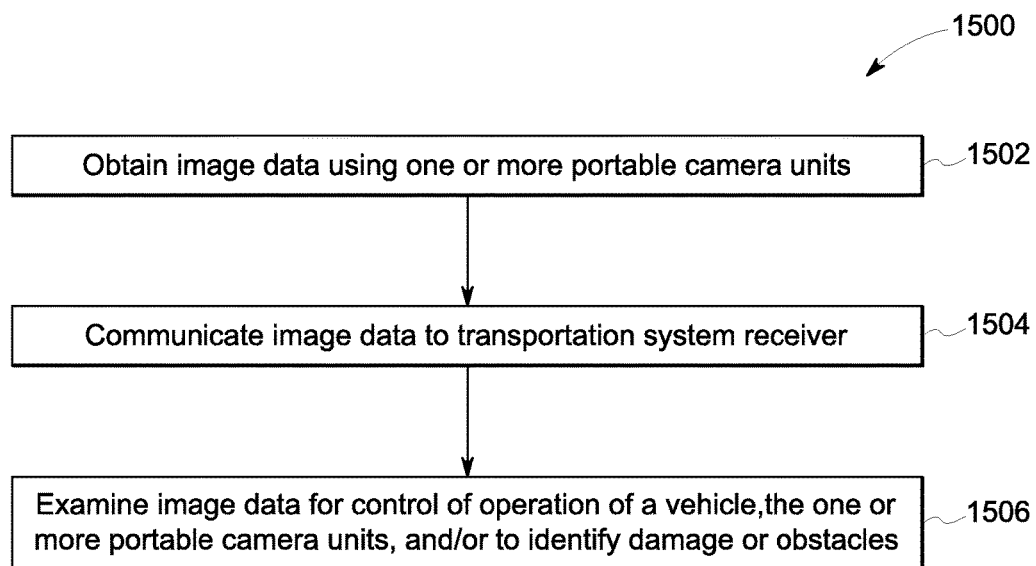 1500
Obtain image data using one or more portable camera units
1502
Communicate image data to transportation system receiver
1504
Examine image data for control of operation of a vehicle,the one or
more portable camera units, and/or to identify damage or obstacles
1506